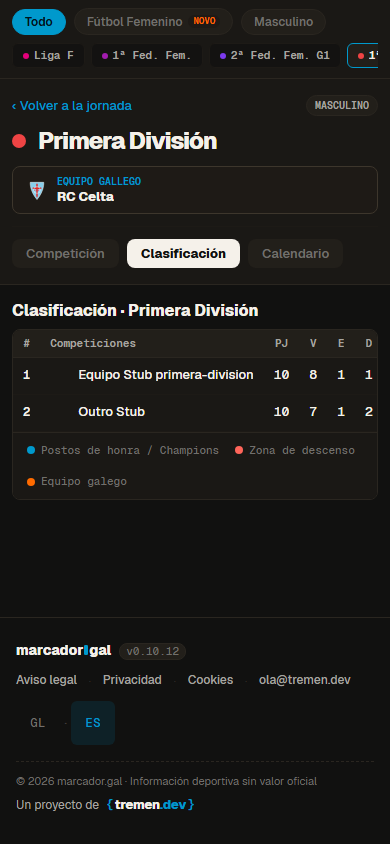 Todo Fútbol Femenino NOVO Masculino
Liga F 1ª Fed. Fem. 2ª Fed. Fem. G1 1ª
‹ Volver a la jornada MASCULINO
Primera División
EQUIPO GALLEGO
RC Celta
Competición Clasificación Calendario
Clasificación · Primera División
# Competiciones PJ V E D
1 Equipo Stub primera-division 10 8 1 1
2 Outro Stub 10 7 1 2
Postos de honra / Champions Zona de descenso
Equipo galego
marcador gal v0.10.12
Aviso legal · Privacidad · Cookies · ola@tremen.dev
GL · ES
© 2026 marcador.gal · Información deportiva sin valor oficial
Un proyecto de {tremen.dev}